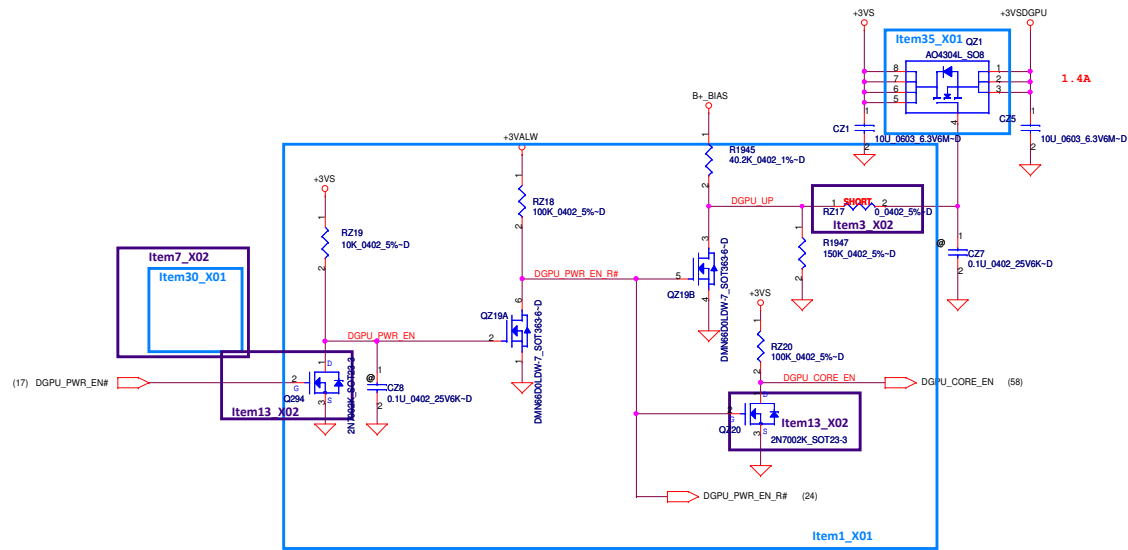 +3VS
+3VSDGPU
Item35_X01
QZ1
AO4304L_SO8
8
7
6
5
1
2
3
4
1.4A
B+_BIAS
1
2
CZ1
10U_0603_6.3V6M~D
CZ5
1
2
10U_0603_6.3V6M~D
+3VALW
1
R1945
40.2K_0402_1%~D
2
+3VS
1
RZ18
100K_0402_5%~D
2
DGPU_UP
1
SHORT
2
RZ17
0_0402_5%~D
Item3_X02
1
RZ19
10K_0402_5%~D
2
1
R1947
150K_0402_5%~D
2
@
1
CZ7
0.1U_0402_25V6K~D
2
Item7_X02
Item30_X01
DGPU_PWR_EN_R#
5
3
4
QZ19B
DMN66D0LDW-7_SOT363-6~D
+3VS
QZ19A
6
2
1
DMN66D0LDW-7_SOT363-6~D
DGPU_PWR_EN
1
RZ20
100K_0402_5%~D
2
(17) DGPU_PWR_EN#
2
G
1
D
3
S
Q294
2N7002K_SOT23-3
Item13_X02
@
1
CZ8
0.1U_0402_25V6K~D
2
DGPU_CORE_EN
DGPU_CORE_EN (58)
1
D
2
G
3
S
QZ20
Item13_X02
2N7002K_SOT23-3
DGPU_PWR_EN_R# (24)
Item1_X01